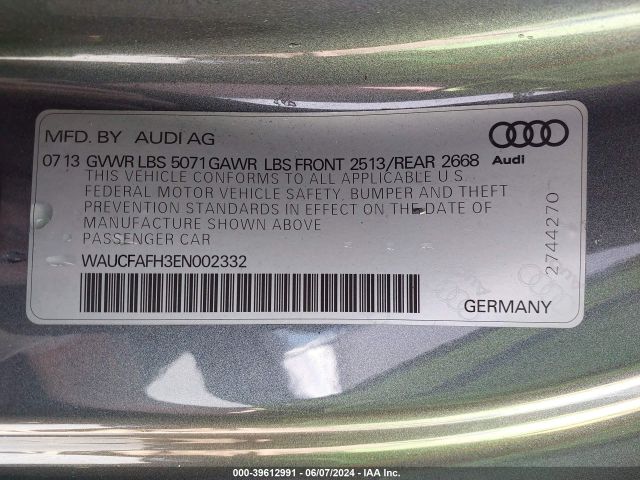 MFD. BY AUDI AG
07 13 GVWR LBS 5071 GAWR LBS FRONT 2513/REAR 2668
Audi
THIS VEHICLE CONFORMS TO ALL APPLICABLE U.S.
FEDERAL MOTOR VEHICLE SAFETY, BUMPER AND THEFT
PREVENTION STANDARDS IN EFFECT ON THE DATE OF
MANUFACTURE SHOWN ABOVE
PASSENGER CAR
WAUCFAFH3EN002332
2744270
GERMANY
000-39612991 - 06/07/2024 - IAA Inc.